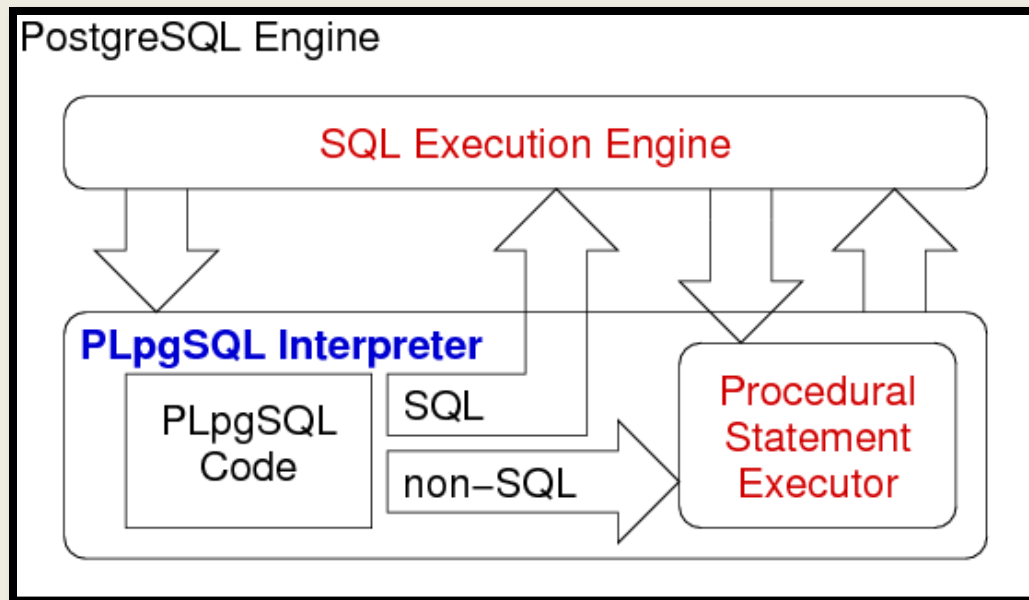 PostgreSQL Engine
SQL Execution Engine
PLpgSQL Interpreter
PLpgSQL
Code
SQL
non−SQL
Procedural
Statement
Executor